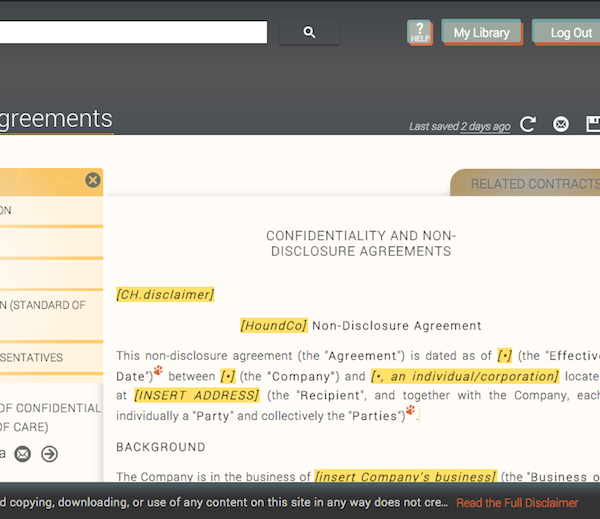 ?
HELP
My Library
Log Out
greements
Last saved 2 days ago
RELATED CONTRACTS
ON
N (STANDARD OF
SENTATIVES
OF CONFIDENTIAL
OF CARE)
a
CONFIDENTIALITY AND NON-
DISCLOSURE AGREEMENTS
[CH.disclaimer]
[HoundCo] Non-Disclosure Agreement
This non-disclosure agreement (the "Agreement") is dated as of [•] (the "Effective
Date") between [•] (the "Company") and [•, an individual/corporation] locate
at [INSERT ADDRESS] (the "Recipient", and together with the Company, eac
individually a "Party" and collectively the "Parties").
BACKGROUND
The Company is in the business of [insert Company's business] (the "Business o
d copying, downloading, or use of any content on this site in any way does not cre... Read the Full Disclaimer